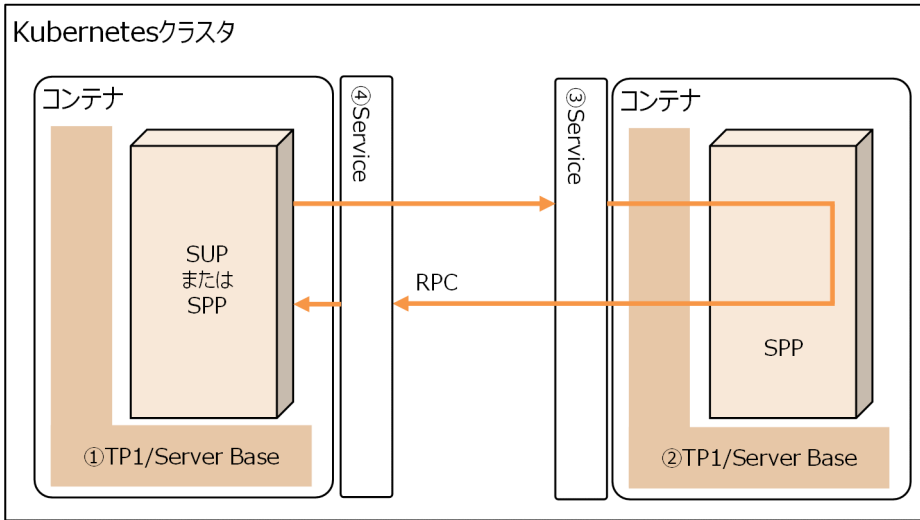 Kubernetesクラスタ
コンテナ
④Service
③Service
コンテナ
SUP
または
SPP
RPC
SPP
①TP1/Server Base
②TP1/Server Base